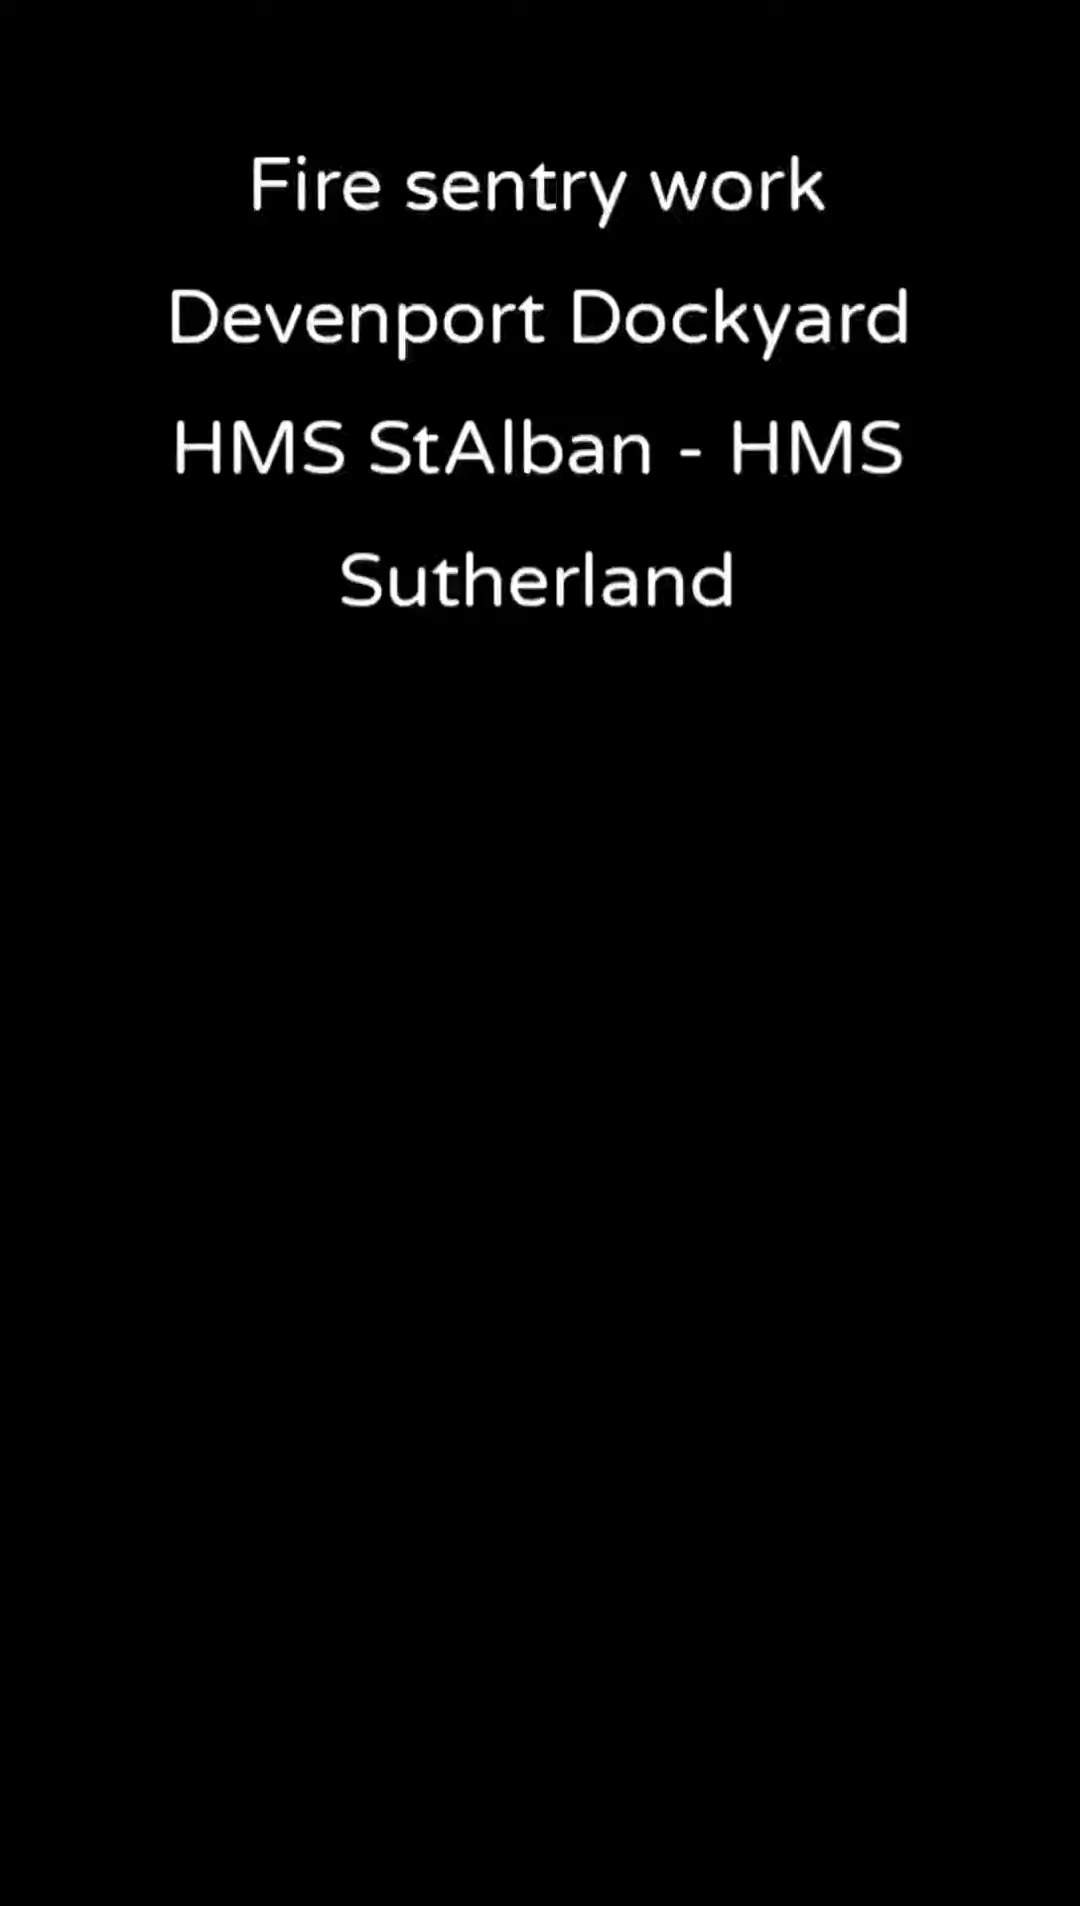 Fire sentry work
Devenport Dockyard
HMS StAlban - HMS
Sutherland